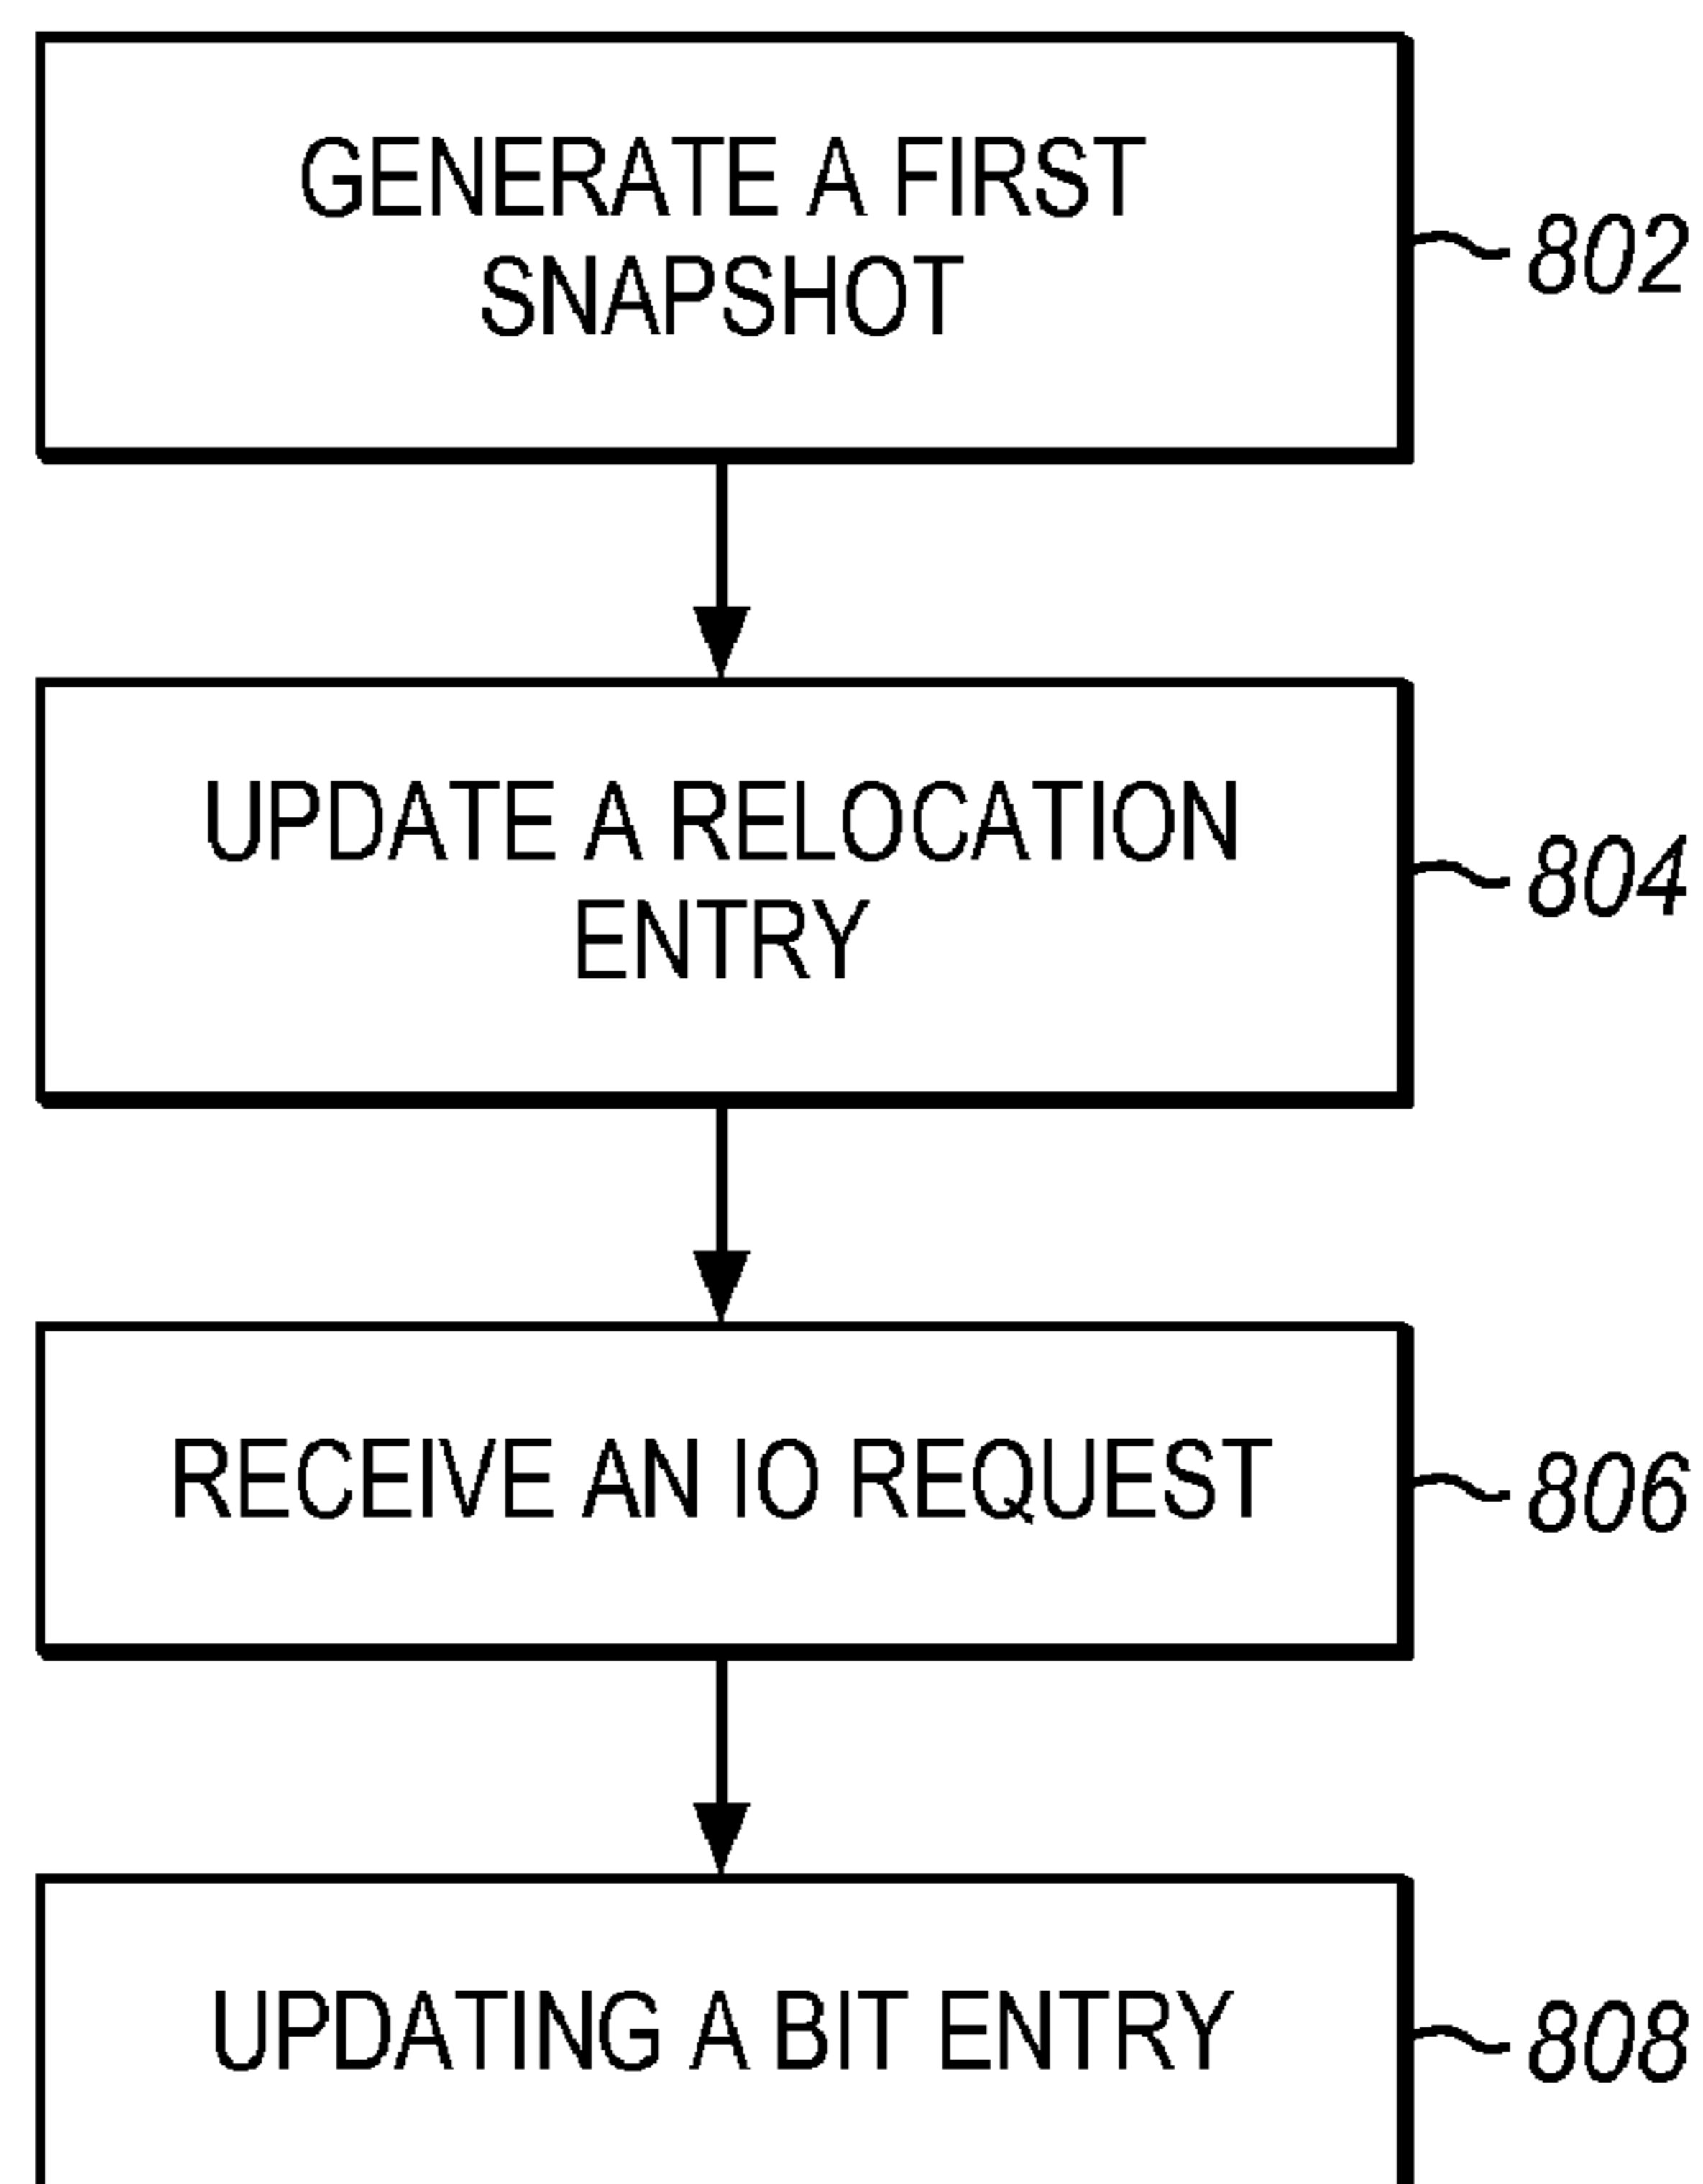 GENERATE A FIRST
SNAPSHOT
802
UPDATE A RELOCATION
ENTRY
804
RECEIVE AN IO REQUEST
806
UPDATING A BIT ENTRY
808